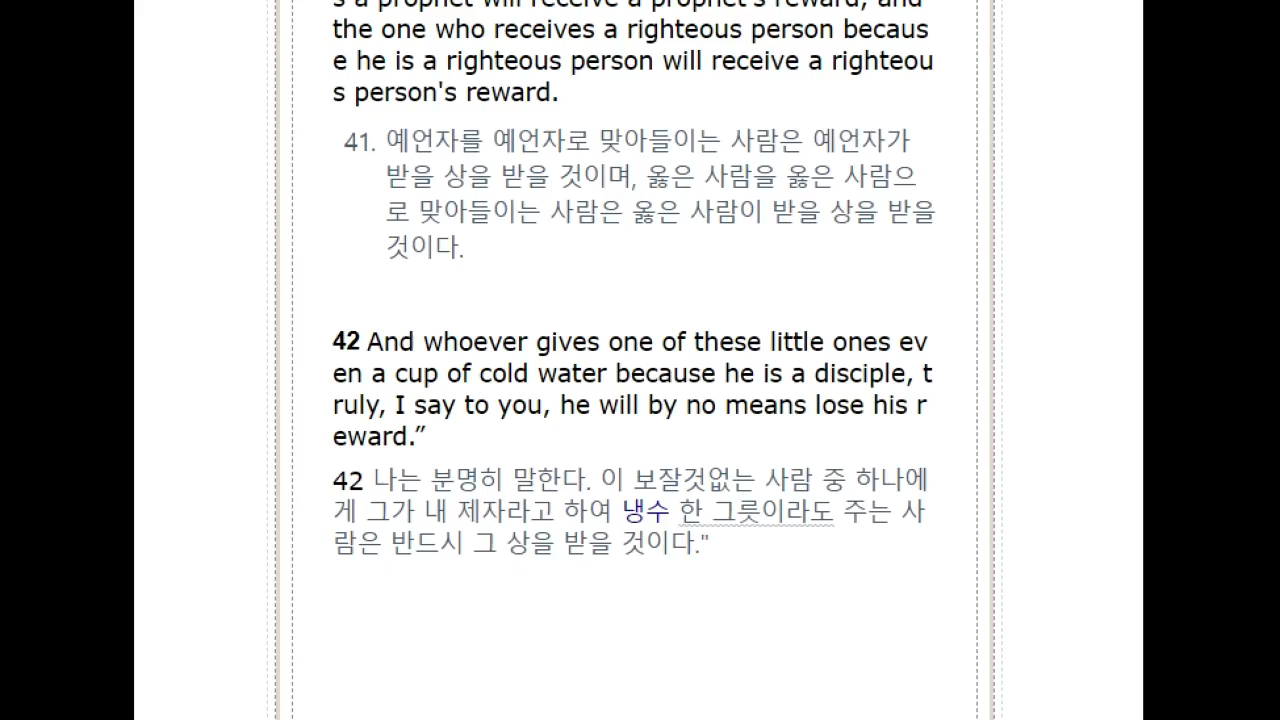 s a prophet will receive a prophet's reward, and
the one who receives a righteous person becaus
e he is a righteous person will receive a righteou
s person's reward.
41. 예언자를 예언자로 맞아들이는 사람은 예언자가
받을 상을 받을 것이며, 옳은 사람을 옳은 사람으
로 맞아들이는 사람은 옳은 사람이 받을 상을 받을
것이다.
42 And whoever gives one of these little ones ev
en a cup of cold water because he is a disciple, t
ruly, I say to you, he will by no means lose his r
eward.”
42 나는 분명히 말한다. 이 보잘것없는 사람 중 하나에
게 그가 내 제자라고 하여 냉수 한 그릇이라도 주는 사
람은 반드시 그 상을 받을 것이다."